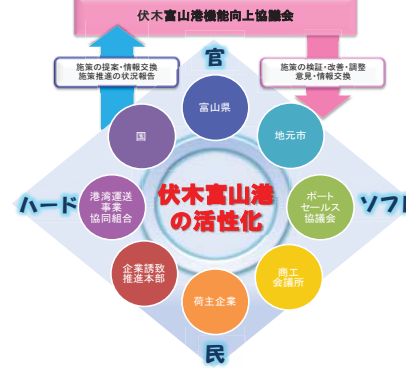 伏木富山港機能向上協議会
施策の提案・情報交換
施策推進の状況報告
施策の検証・改善・調整
意見・情報交換
官
富山県
国
地元市
ハード
港湾運送
事業
協同組合
伏木富山港
の活性化
ポート
セールス
協議会
ソフト
企業誘致
推進本部
商工
会議所
荷主企業
民